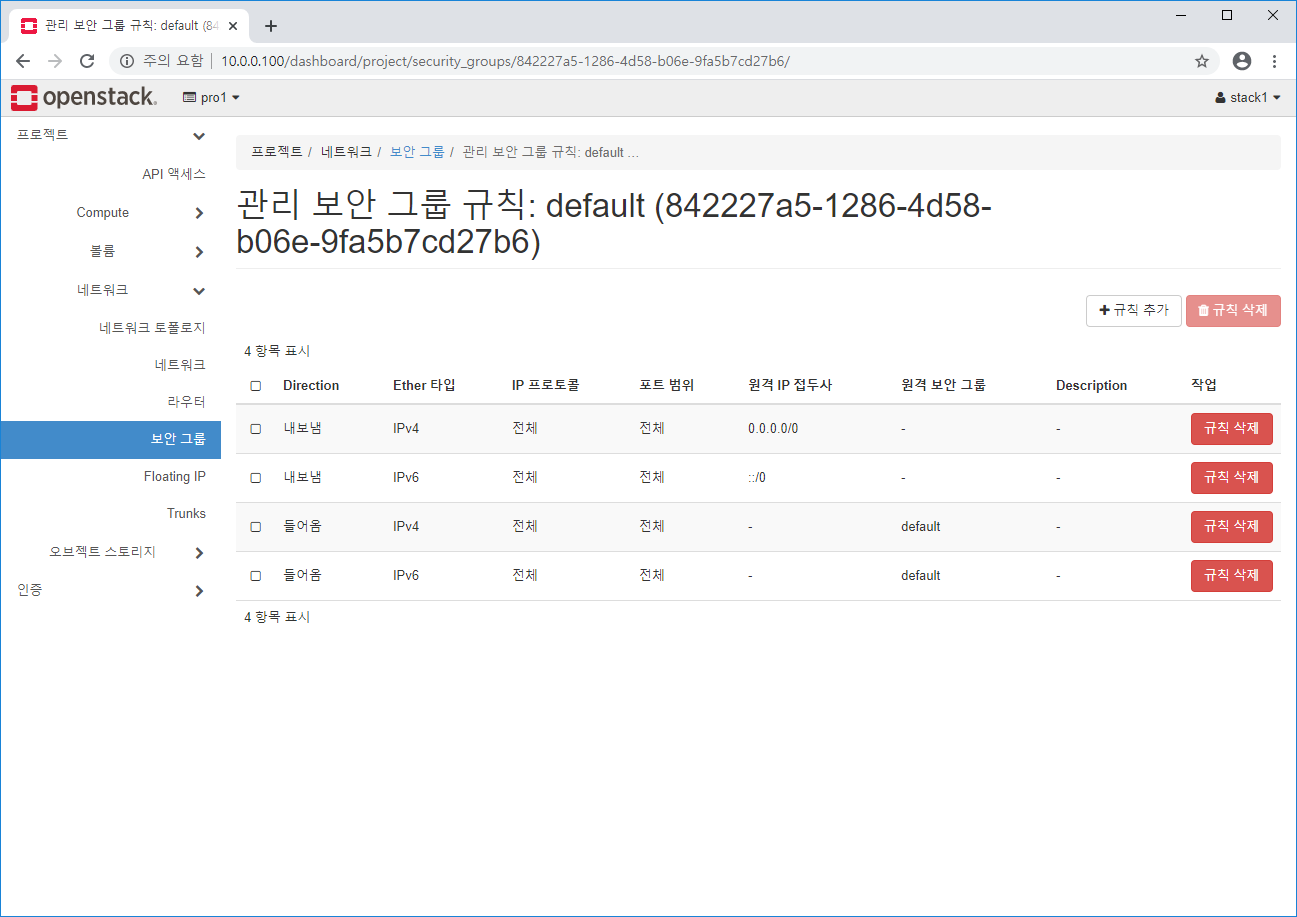 관리 보안 그룹 규칙: default (84
주의 요함 10.0.0.100/dashboard/project/security_groups/842227a5-1286-4d58-b06e-9fa5b7cd27b6/
openstack. pro1 stack1
프로젝트
API 액세스
Compute
볼륨
네트워크
네트워크 토폴로지
네트워크
라우터
보안 그룹
Floating IP
Trunks
오브젝트 스토리지
인증
프로젝트 / 네트워크 / 보안 그룹 / 관리 보안 그룹 규칙: default …
관리 보안 그룹 규칙: default (842227a5-1286-4d58-
b06e-9fa5b7cd27b6)
규칙 추가 규칙 삭제
4 항목 표시
Direction Ether 타입 IP 프로토콜 포트 범위 원격 IP 접두사 원격 보안 그룹 Description 작업
내보냄 IPv4 전체 전체 0.0.0.0/0 - - 규칙 삭제
내보냄 IPv6 전체 전체 ::/0 - - 규칙 삭제
들어옴 IPv4 전체 전체 - default - 규칙 삭제
들어옴 IPv6 전체 전체 - default - 규칙 삭제
4 항목 표시